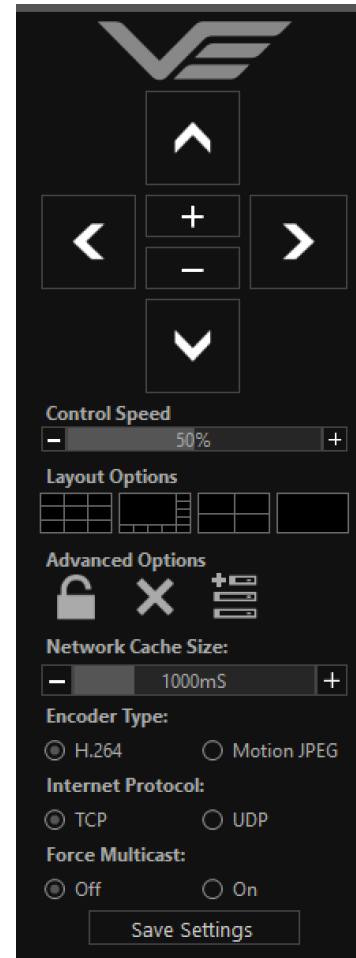 +
−
Control Speed
− 50% +
Layout Options
Advanced Options
Network Cache Size:
− 1000mS +
Encoder Type:
H.264 Motion JPEG
Internet Protocol:
TCP UDP
Force Multicast:
Off On
Save Settings